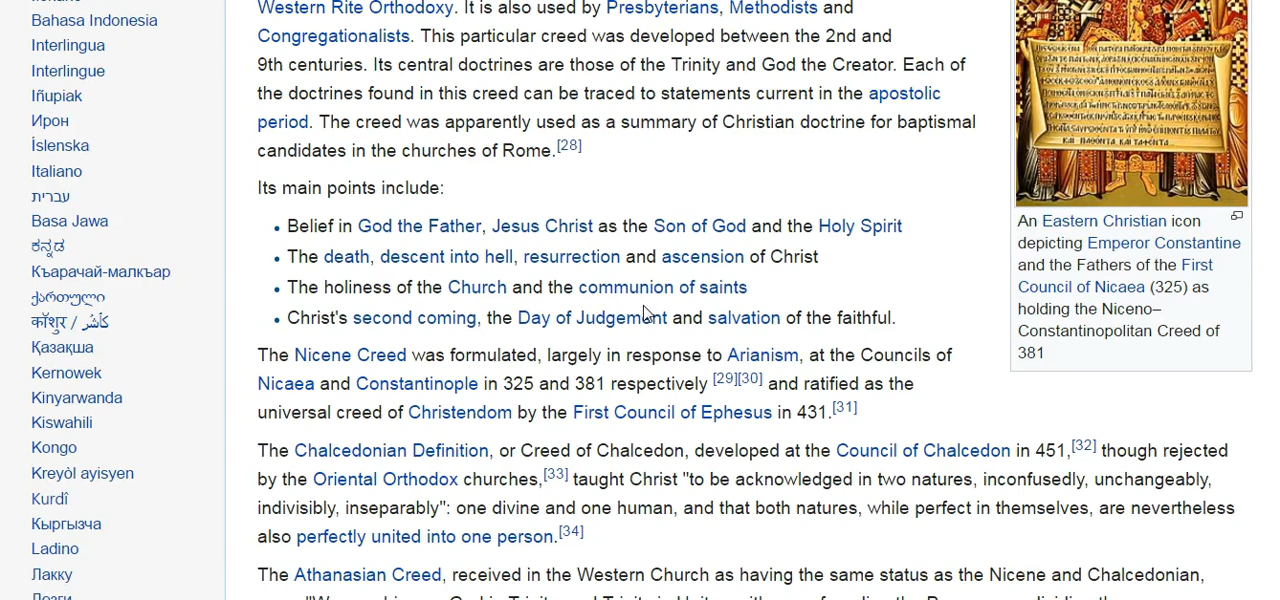 Bahasa Indonesia
Interlingua
Interlingue
Iñupiak
Ирон
Íslenska
Italiano
עברית
Basa Jawa
ಕನ್ನಡ
Къарачай-малкъар
ქართული
कॉशुर / کٲشُر
Қазақша
Kernowek
Kinyarwanda
Kiswahili
Kongo
Kreyòl ayisyen
Kurdî
Кыргызча
Ladino
Лакку
Лезги
Western Rite Orthodoxy. It is also used by Presbyterians, Methodists and
Congregationalists. This particular creed was developed between the 2nd and
9th centuries. Its central doctrines are those of the Trinity and God the Creator. Each of
the doctrines found in this creed can be traced to statements current in the apostolic
period. The creed was apparently used as a summary of Christian doctrine for baptismal
candidates in the churches of Rome.[28]
Its main points include:
• Belief in God the Father, Jesus Christ as the Son of God and the Holy Spirit
• The death, descent into hell, resurrection and ascension of Christ
• The holiness of the Church and the communion of saints
• Christ's second coming, the Day of Judgement and salvation of the faithful.
The Nicene Creed was formulated, largely in response to Arianism, at the Councils of
Nicaea and Constantinople in 325 and 381 respectively [29][30] and ratified as the
universal creed of Christendom by the First Council of Ephesus in 431.[31]
The Chalcedonian Definition, or Creed of Chalcedon, developed at the Council of Chalcedon in 451,[32] though rejected
by the Oriental Orthodox churches,[33] taught Christ "to be acknowledged in two natures, inconfusedly, unchangeably,
indivisibly, inseparably": one divine and one human, and that both natures, while perfect in themselves, are nevertheless
also perfectly united into one person.[34]
The Athanasian Creed, received in the Western Church as having the same status as the Nicene and Chalcedonian,
An Eastern Christian icon
depicting Emperor Constantine
and the Fathers of the First
Council of Nicaea (325) as
holding the Niceno–
Constantinopolitan Creed of
381